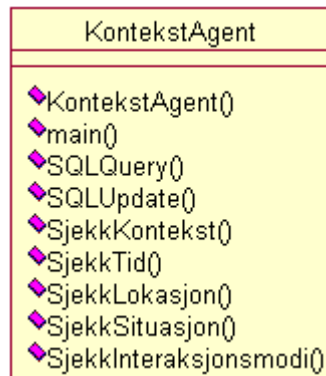 KontekstAgent
KontekstAgent()
main()
SQLQuery()
SQLUpdate()
SjekkKontekst()
SjekkTid()
SjekkLokasjon()
SjekkSituasjon()
SjekkInteraksjonsmodi()